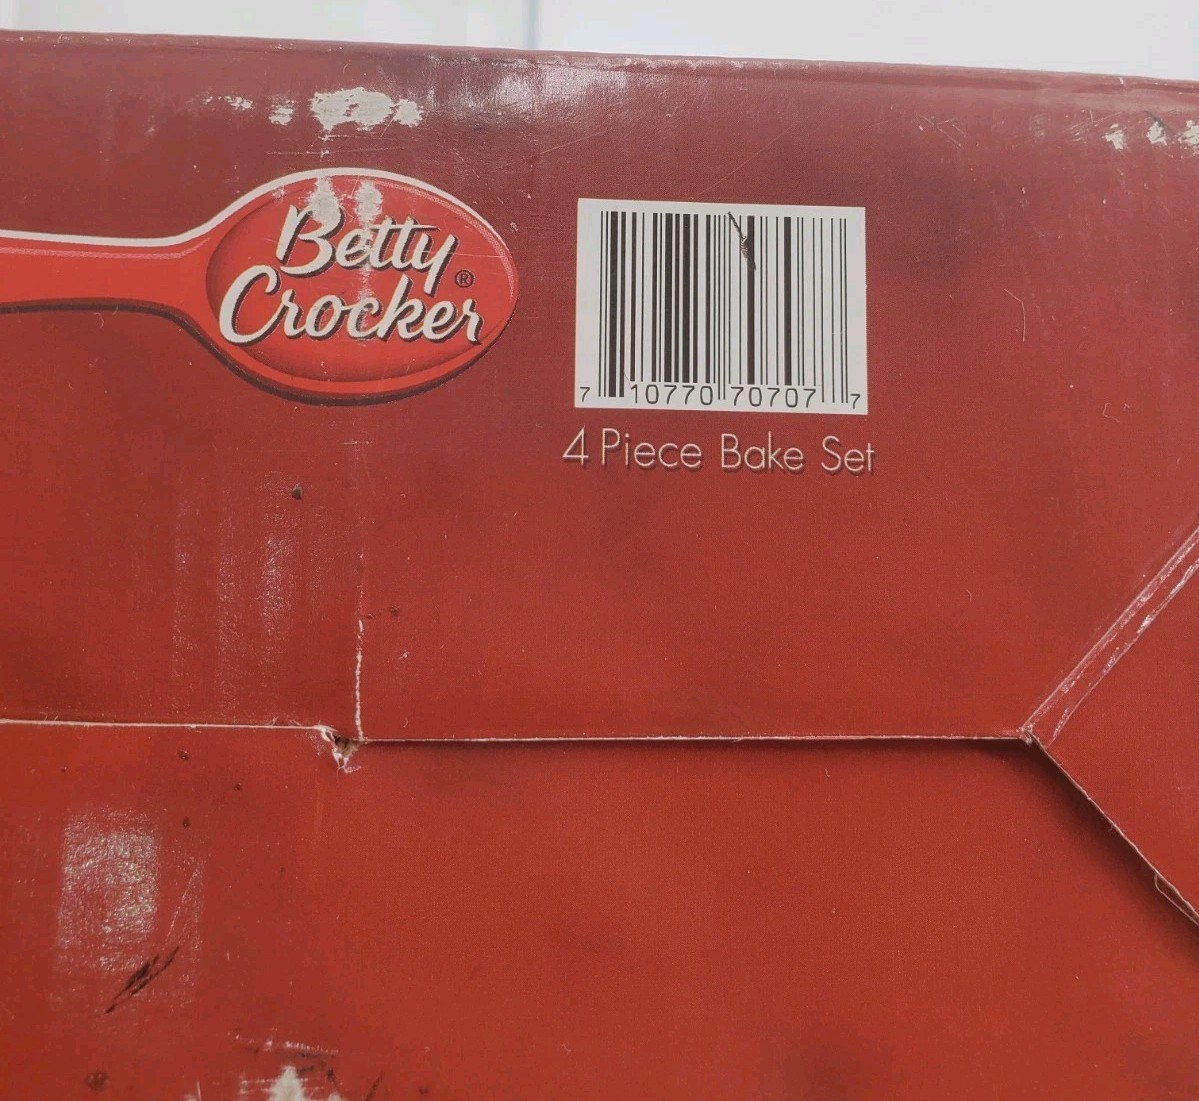 Betty
Crocker®
7 10770 70707 7
4 Piece Bake Set